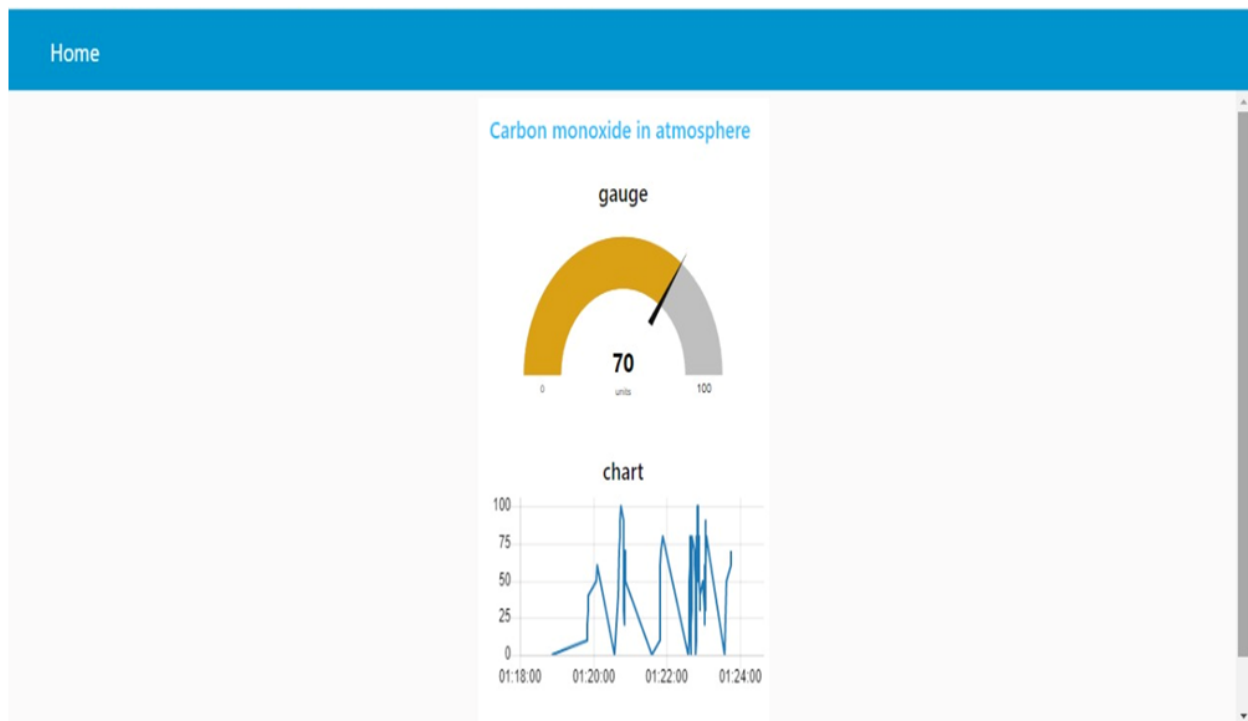 Home
Carbon monoxide in atmosphere
gauge
70
0 units 100
chart
100
75
50
25
0
01:18:00 01:20:00 01:22:00 01:24:00